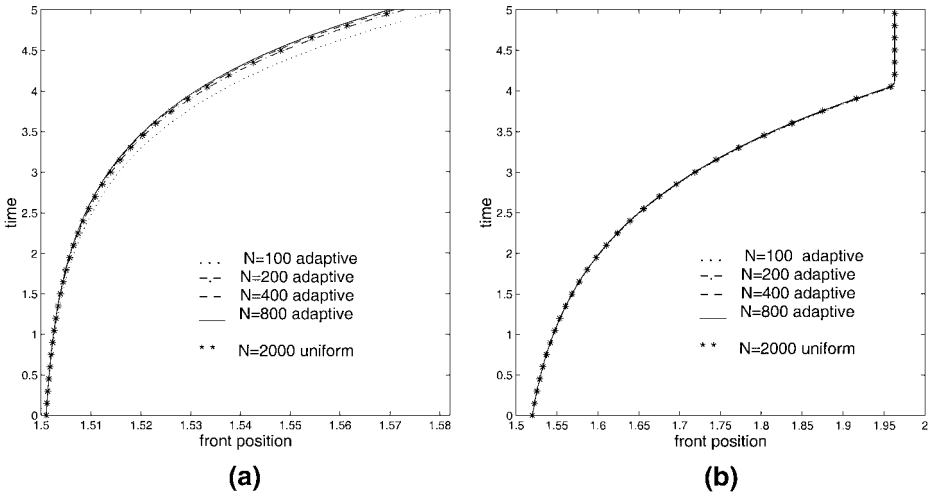 5
4.5
4
3.5
3
2.5
2
1.5
1
0.5
0
time
N=100 adaptive
N=200 adaptive
N=400 adaptive
N=800 adaptive
N=2000 uniform
1.5 1.51 1.52 1.53 1.54 1.55 1.56 1.57 1.58
front position
(a)
5
4.5
4
3.5
3
2.5
2
1.5
1
0.5
0
time
N=100 adaptive
N=200 adaptive
N=400 adaptive
N=800 adaptive
N=2000 uniform
1.5 1.55 1.6 1.65 1.7 1.75 1.8 1.85 1.9 1.95 2
front position
(b)